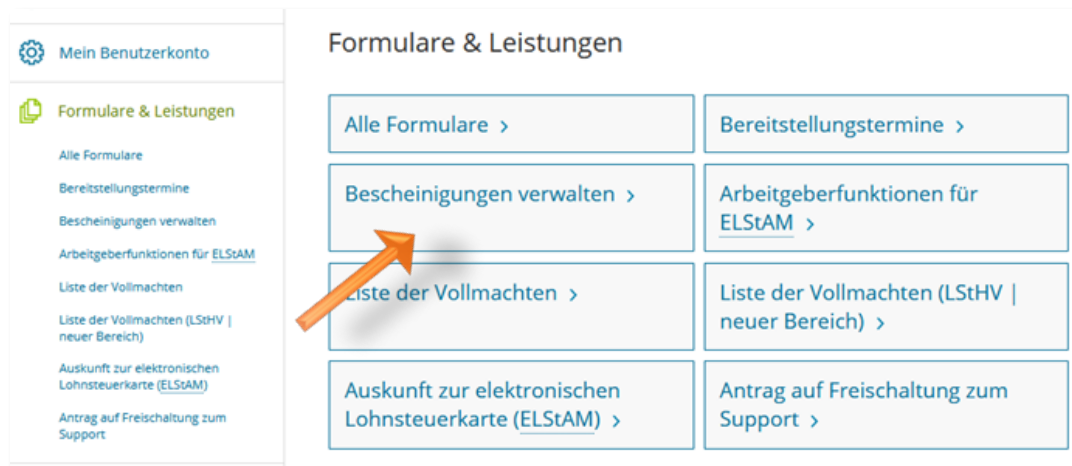 Mein Benutzerkonto
Formulare & Leistungen
Alle Formulare
Bereitstellungstermine
Bescheinigungen verwalten
Arbeitgeberfunktionen für ELStAM
Liste der Vollmachten
Liste der Vollmachten (LStHV |
neuer Bereich)
Auskunft zur elektronischen
Lohnsteuerkarte (ELStAM)
Antrag auf Freischaltung zum
Support
Formulare & Leistungen
Alle Formulare >
Bereitstellungstermine >
Bescheinigungen verwalten >
Arbeitgeberfunktionen für
ELStAM >
Liste der Vollmachten >
Liste der Vollmachten (LStHV |
neuer Bereich) >
Auskunft zur elektronischen
Lohnsteuerkarte (ELStAM) >
Antrag auf Freischaltung zum
Support >